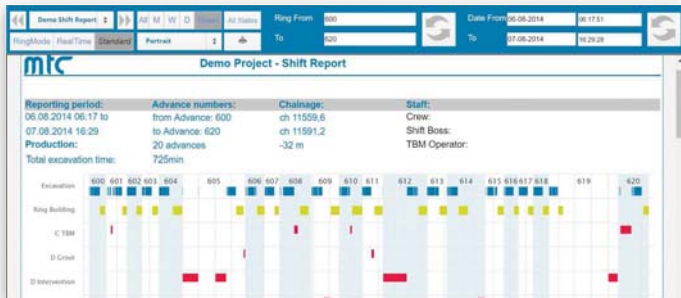 Demo Shift Report All M W D Hours All States Ring From 600 Date From 06-08-2014 06:17:51
RingMode RealTime Standard Portrait To 620 To 07-08-2014 16:29:28
mtc Demo Project - Shift Report
Reporting period: Advance numbers: Chainage: Staff:
06.08.2014 06:17 to from Advance: 600 ch 11559,6 Crew:
07.08.2014 16:29 to Advance: 620 ch 11591,2 Shift Boss:
Production: 20 advances -32 m TBM Operator:
Total excavation time: 725min
600 601 602 603 604 605 606 607 608 609 610 611 612 613 614 615 616 617 618 619 620
Excavation
Ring Building
C TBM
D Grout
D Intervention